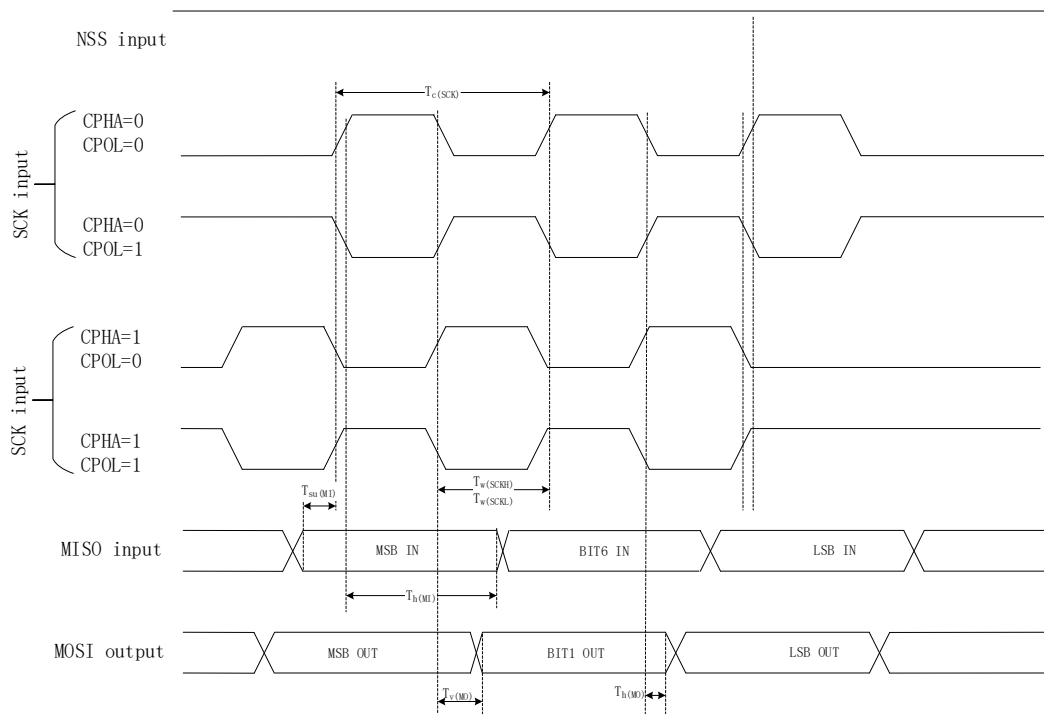 NSS input
Tc(SCK)
SCK input
CPHA=0
CPOL=0
CPHA=0
CPOL=1
SCK input
CPHA=1
CPOL=0
CPHA=1
CPOL=1
Tsu(MI)
Tw(SCKH)
Tw(SCKL)
MISO input
MSB IN
BIT6 IN
LSB IN
Th(MI)
MOSI output
MSB OUT
BIT1 OUT
LSB OUT
Tv(MO)
Th(MO)